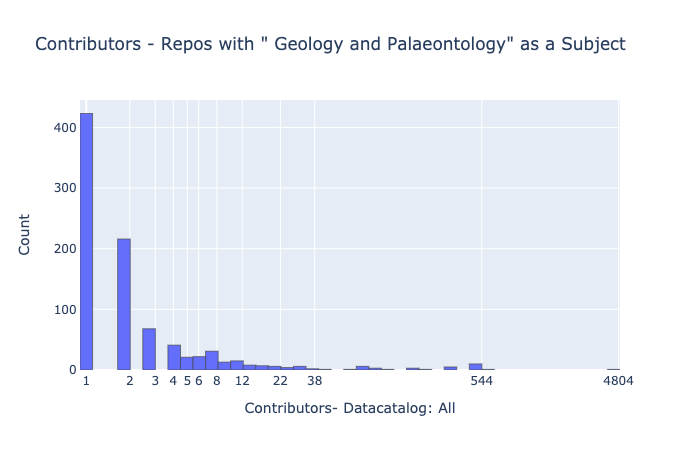 Contributors - Repos with " Geology and Palaeontology" as a Subject
400
300
200
100
0
Count
1 2 3 4 5 6 8 12 22 38 544 4804
Contributors- Datacatalog: All